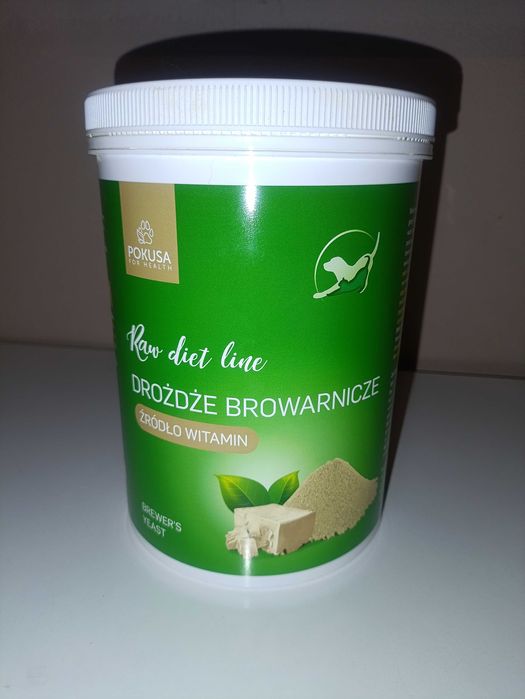 POKUSA
FOR HEALTH
Raw diet line
DROŻDŻE BROWARNICZE
ŹRÓDŁO WITAMIN
BREWER'S
YEAST